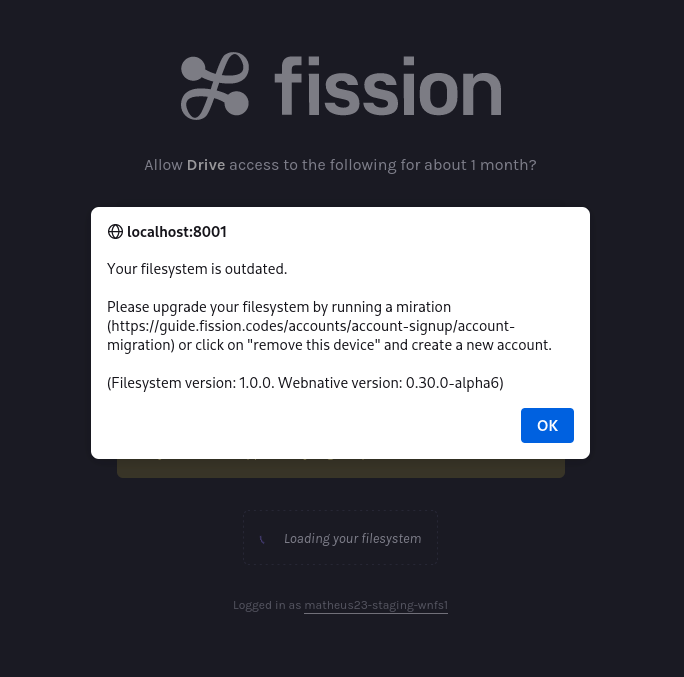 fission
Allow Drive access to the following for about 1 month?
localhost:8001
Your filesystem is outdated.
Please upgrade your filesystem by running a miration
(https://guide.fission.codes/accounts/account-signup/account-
migration) or click on "remove this device" and create a new account.
(Filesystem version: 1.0.0. Webnative version: 0.30.0-alpha6)
OK
Loading your filesystem
Logged in as matheus23-staging-wnfs1